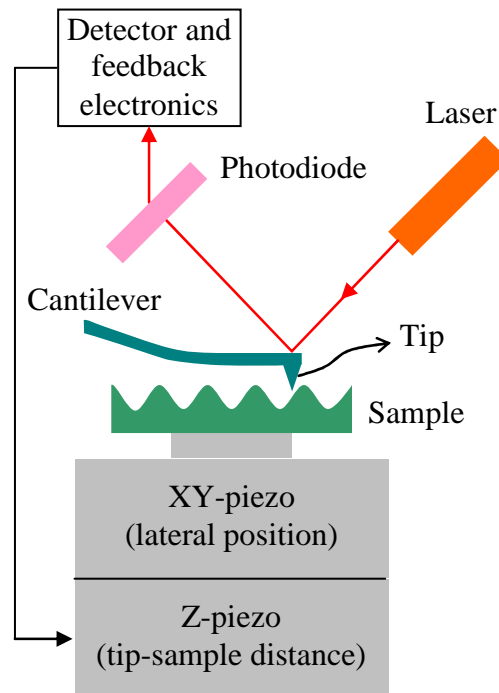 Detector and
feedback
electronics
Laser
Photodiode
Cantilever
Tip
Sample
XY-piezo
(lateral position)
Z-piezo
(tip-sample distance)